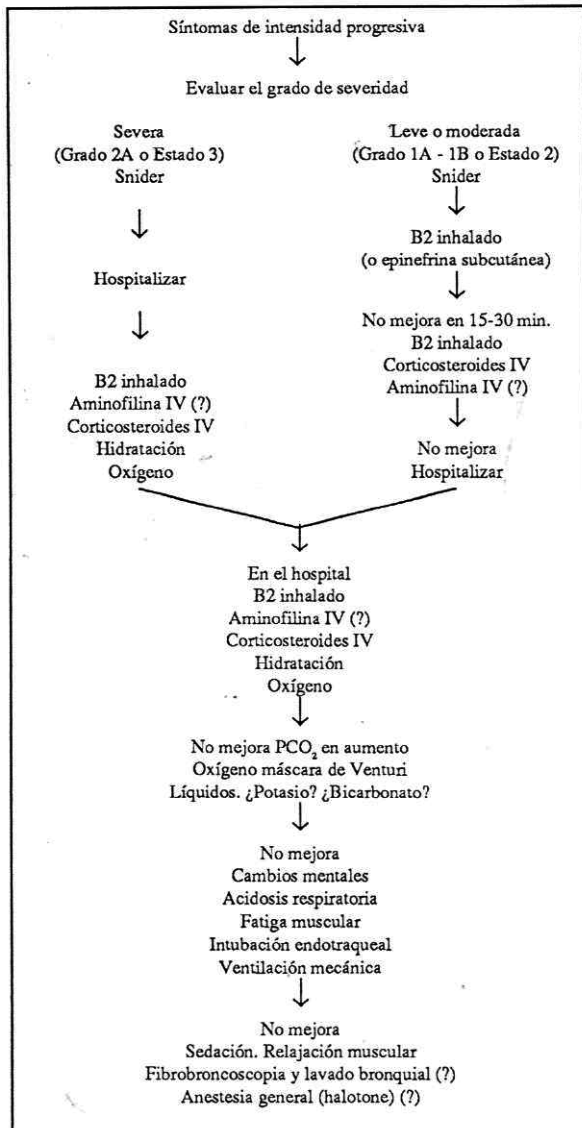 Síntomas de intensidad progresiva
Evaluar el grado de severidad
Severa
(Grado 2A o Estado 3)
Snider
Hospitalizar
B2 inhalado
Aminofilina IV (?)
Corticosteroides IV
Hidratación
Oxígeno
Leve o moderada
(Grado 1A - 1B o Estado 2)
Snider
B2 inhalado
(o epinefrina subcutánea)
No mejora en 15-30 min.
B2 inhalado
Corticosteroides IV
Aminofilina IV (?)
No mejora
Hospitalizar
En el hospital
B2 inhalado
Aminofilina IV (?)
Corticosteroides IV
Hidratación
Oxígeno
No mejora PCO₂ en aumento
Oxígeno máscara de Venturi
Líquidos. ¿Potasio? ¿Bicarbonato?
No mejora
Cambios mentales
Acidosis respiratoria
Fatiga muscular
Intubación endotraqueal
Ventilación mecánica
No mejora
Sedación. Relajación muscular
Fibrobroncoscopia y lavado bronquial (?)
Anestesia general (halotone) (?)